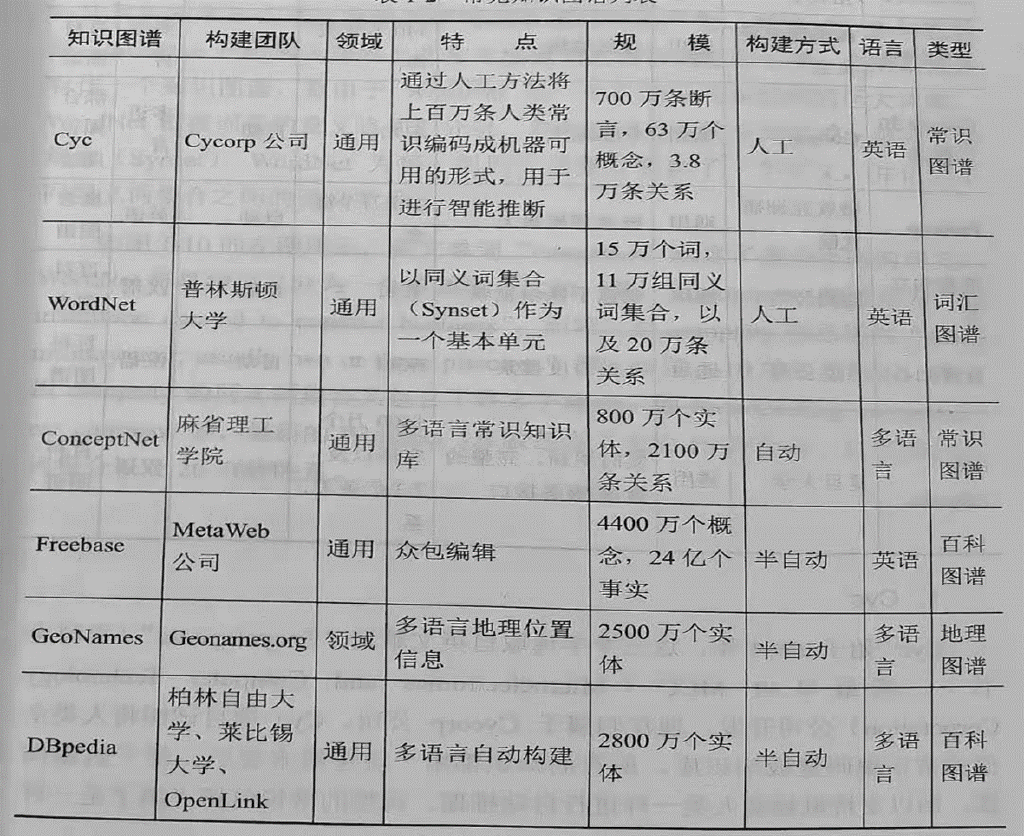 知识图谱 构建团队 领域 特 点 规 模 构建方式 语言 类型
Cyc Cycorp 公司 通用 通过人工方法将上百万条人类常识编码成机器可用的形式，用于进行智能推断 700 万条断言，63 万个概念，3.8 万条关系 人工 英语 常识图谱
WordNet 普林斯顿大学 通用 以同义词集合（Synset）作为一个基本单元 15 万个词，11 万组同义词集合，以及 20 万条关系 人工 英语 词汇图谱
ConceptNet 麻省理工学院 通用 多语言常识知识库 800 万个实体，2100 万条关系 自动 多语言 常识图谱
Freebase MetaWeb 公司 通用 众包编辑 4400 万个概念，24 亿个事实 半自动 英语 百科图谱
GeoNames Geonames.org 领域 多语言地理位置信息 2500 万个实体 半自动 多语言 地理图谱
DBpedia 柏林自由大学、莱比锡大学、OpenLink 通用 多语言自动构建 2800 万个实体 半自动 多语言 百科图谱